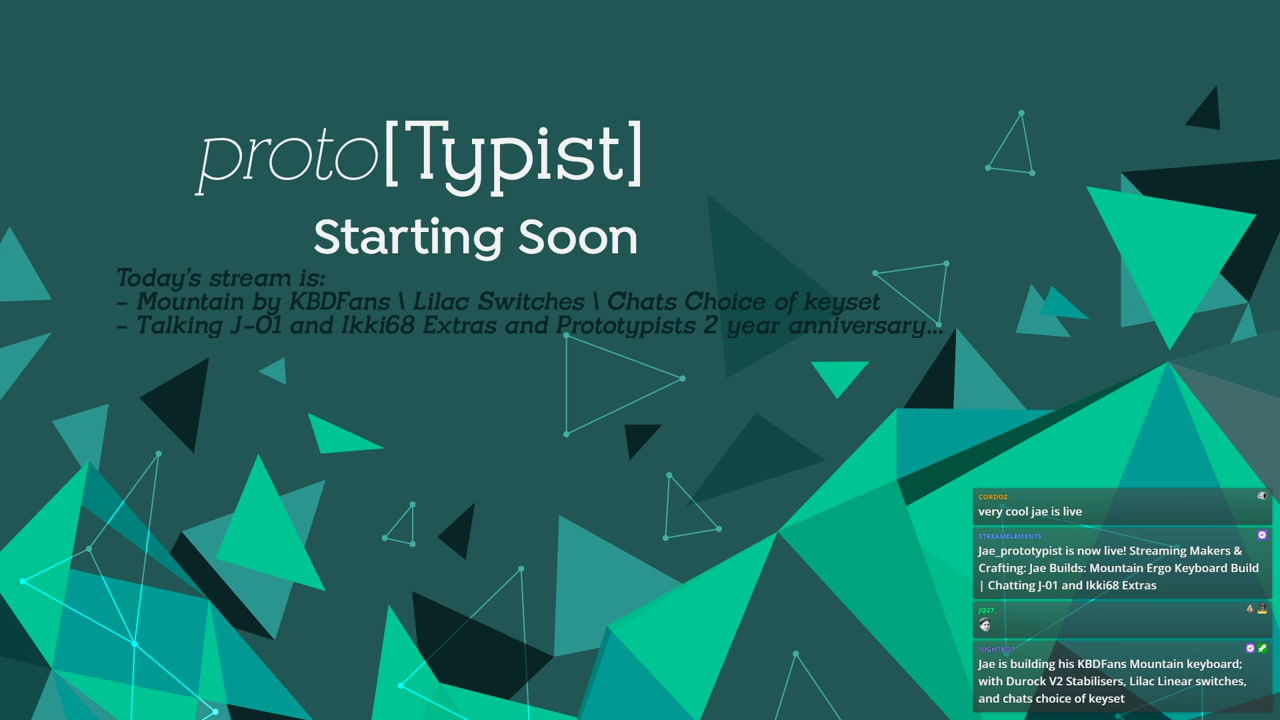 proto[Typist]
Starting Soon
Today's stream is:
- Mountain by KBDFans \ Lilac Switches \ Chats Choice of keyset
- Talking J-01 and Ikki68 Extras and Prototypists 2 year anniversary...
CORDOZ
very cool jae is live
STREAMELEMENTS
Jae_prototypist is now live! Streaming Makers &
Crafting: Jae Builds: Mountain Ergo Keyboard Build
| Chatting J-01 and Ikki68 Extras
JQ27
NIGHTBOT
Jae is building his KBDFans Mountain keyboard;
with Durock V2 Stabilisers, Lilac Linear switches,
and chats choice of keyset